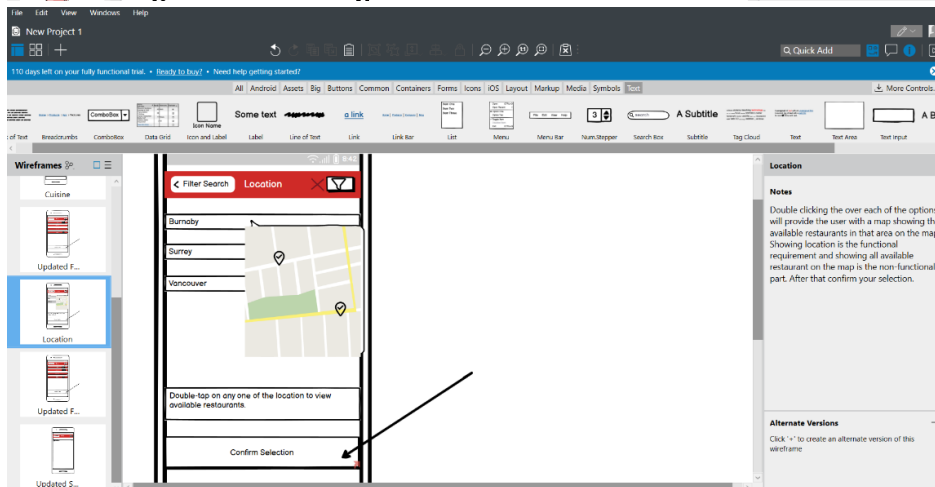 File Edit View Windows Help
New Project 1
Quick Add
110 days left on your fully functional trial. • Ready to buy? • Need help getting started?
All Android Assets Big Buttons Common Containers Forms Icons iOS Layout Markup Media Symbols Text
More Controls.
ComboBox
Icon Name
Some text
a link
3
A Subtitle
A B
of Text Breadcrumbs ComboBox Data Grid Icon and Label Label Line of Text Link Link Bar List Menu Menu Bar Num.Stepper Search Box Subtitle Tag Cloud Text Text Area Text Input
Wireframes
Cuisine
Updated F...
Location
Updated F...
Updated S...
8:42
Filter Search
Location
Burnaby
Surrey
Vancouver
Double-tap on any one of the location to view
available restaurants.
Confirm Selection
Location
Notes
Double clicking the over each of the options
will provide the user with a map showing th
available restaurants in that area on the map
Showing location is the functional
requirement and showing all available
restaurant on the map is the non-functional
part. After that confirm your selection.
Alternate Versions
Click '+' to create an alternate version of this
wireframe